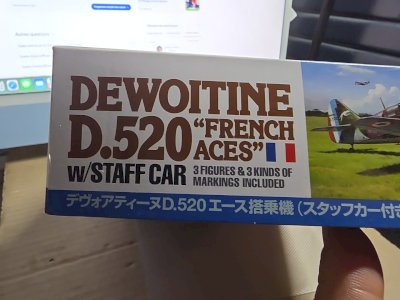 DEWOITINE
D.520 "FRENCH ACES"
W/STAFF CAR
3 FIGURES & 3 KINDS OF
MARKINGS INCLUDED
デヴォアティーヌD.520 エース搭乗機 (スタッフカー付き